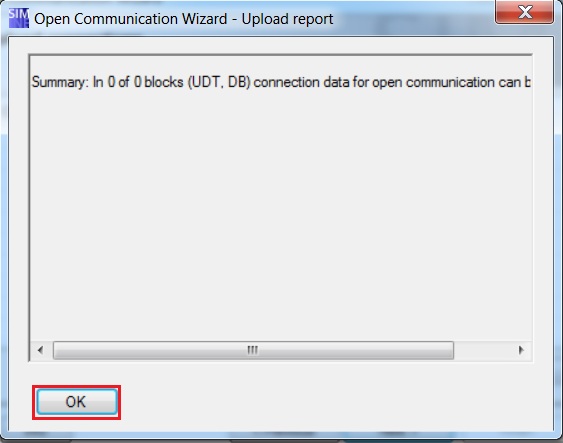 SIM
Open Communication Wizard - Upload report
Summary: In 0 of 0 blocks (UDT, DB) connection data for open communication can b
OK